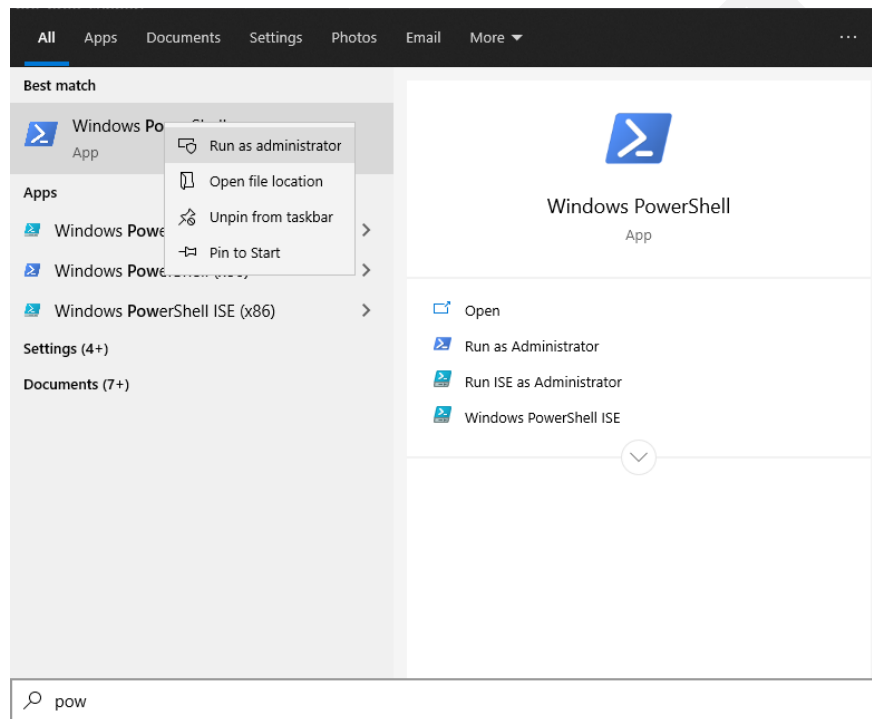 All Apps Documents Settings Photos Email More
Best match
Windows Po
App
Run as administrator
Open file location
Unpin from taskbar
Pin to Start
Apps
Windows Powe
Windows Pow
Windows PowerShell ISE (x86)
Settings (4+)
Documents (7+)
Windows PowerShell
App
Open
Run as Administrator
Run ISE as Administrator
Windows PowerShell ISE
pow